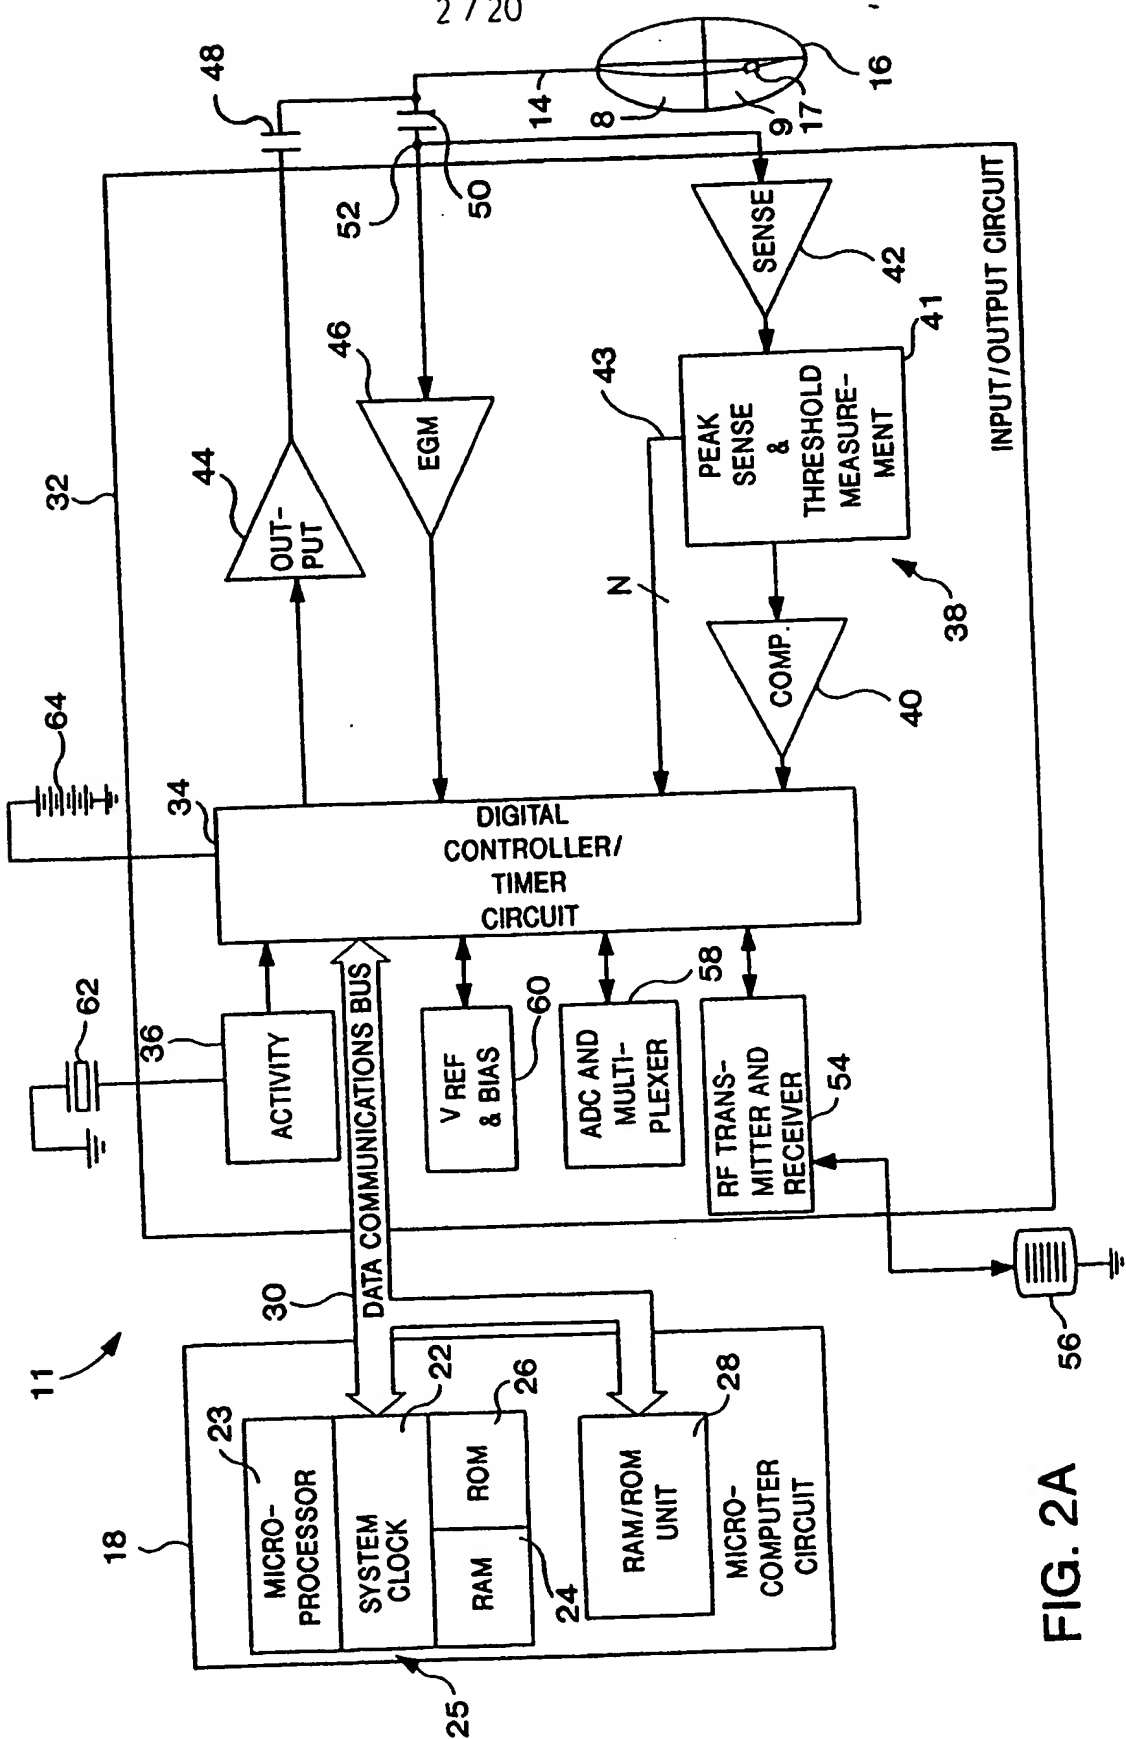 2 / 20
11
18
23
MICRO-
PROCESSOR
SYSTEM
CLOCK
22
RAM
ROM
26
24
25
RAM/ROM
UNIT
28
MICRO-
COMPUTER
CIRCUIT
30
DATA COMMUNICATIONS BUS
32
62
36
ACTIVITY
V REF
& BIAS
60
ADC AND
MULTI-
PLEXER
58
RF TRANS-
MITTER AND
RECEIVER
54
56
64
34
DIGITAL
CONTROLLER/
TIMER
CIRCUIT
44
OUT-
PUT
46
EGM
43
N
PEAK
SENSE
&
THRESHOLD
MEASURE-
MENT
41
38
COMP.
40
SENSE
42
48
52
50
14
8
9
17
16
INPUT/OUTPUT CIRCUIT
FIG. 2A